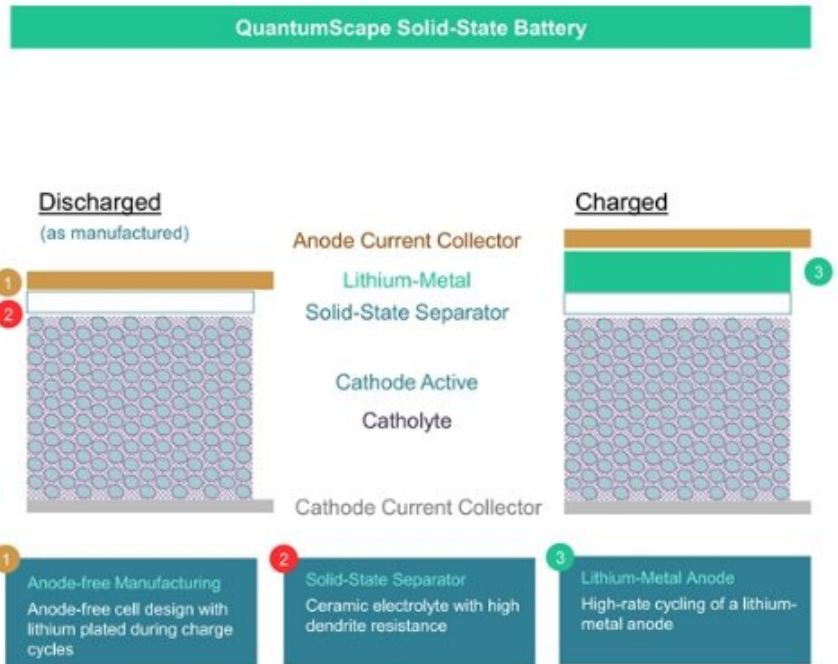 QuantumScape Solid-State Battery
Discharged
(as manufactured)
Charged
Anode Current Collector
Lithium-Metal
Solid-State Separator
Cathode Active
Catholyte
Cathode Current Collector
1
2
3
1
Anode-free Manufacturing
Anode-free cell design with
lithium plated during charge
cycles
2
Solid-State Separator
Ceramic electrolyte with high
dendrite resistance
3
Lithium-Metal Anode
High-rate cycling of a lithium-
metal anode